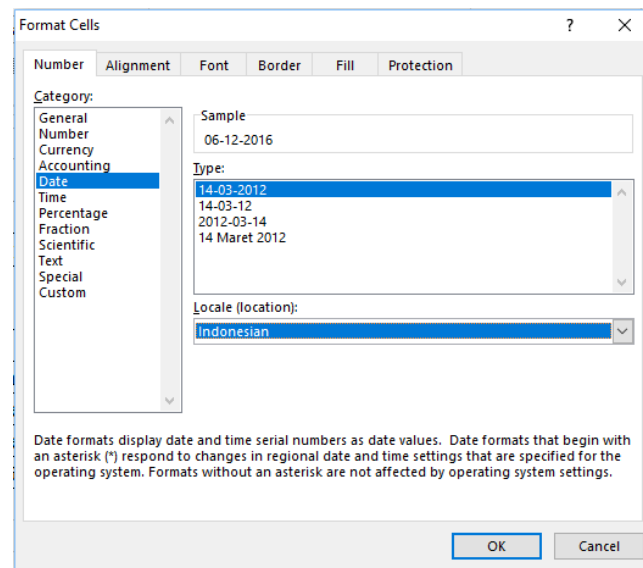 Format Cells
?
Number
Alignment
Font
Border
Fill
Protection
Category:
General
Number
Currency
Accounting
Date
Time
Percentage
Fraction
Scientific
Text
Special
Custom
Sample
06-12-2016
Type:
14-03-2012
14-03-12
2012-03-14
14 Maret 2012
Locale (location):
Indonesian
Date formats display date and time serial numbers as date values. Date formats that begin with
an asterisk (*) respond to changes in regional date and time settings that are specified for the
operating system. Formats without an asterisk are not affected by operating system settings.
OK
Cancel